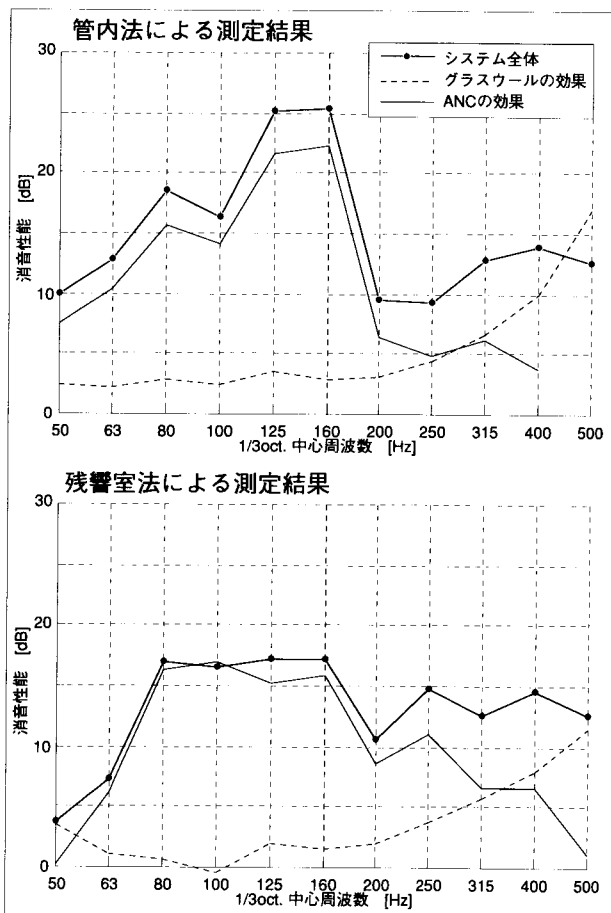 管内法による測定結果
30
システム全体
グラスウールの効果
ANCの効果
20
消音性能 [dB]
10
0
50 63 80 100 125 160 200 250 315 400 500
1/3oct. 中心周波数 [Hz]
残響室法による測定結果
30
20
消音性能 [dB]
10
0
50 63 80 100 125 160 200 250 315 400 500
1/3oct. 中心周波数 [Hz]